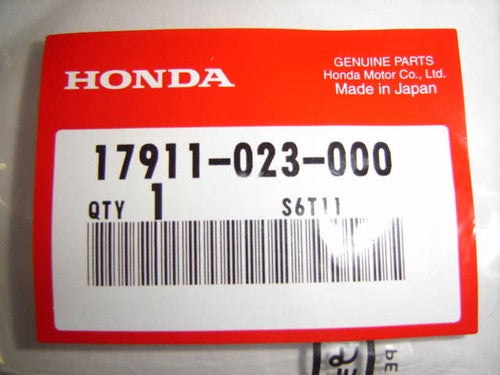 HONDA
GENUINE PARTS
Honda Motor Co., Ltd.
Made in Japan
17911-023-000
QTY 1 S6T11